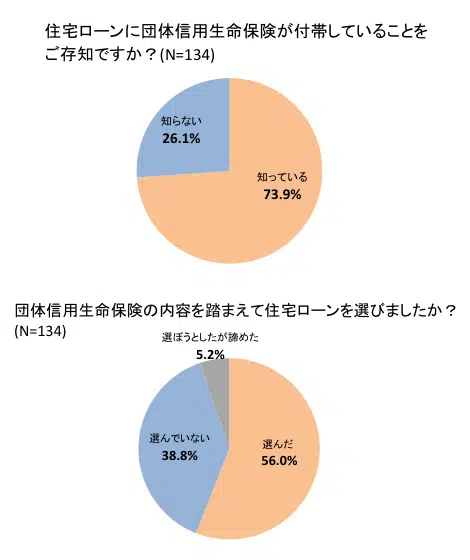 住宅ローンに団体信用生命保険が付帯していることを
ご存知ですか？(N=134)
知らない
26.1%
知っている
73.9%
団体信用生命保険の内容を踏まえて住宅ローンを選びましたか？
(N=134)
選ぼうとしたが諦めた
5.2%
選んでいない
38.8%
選んだ
56.0%